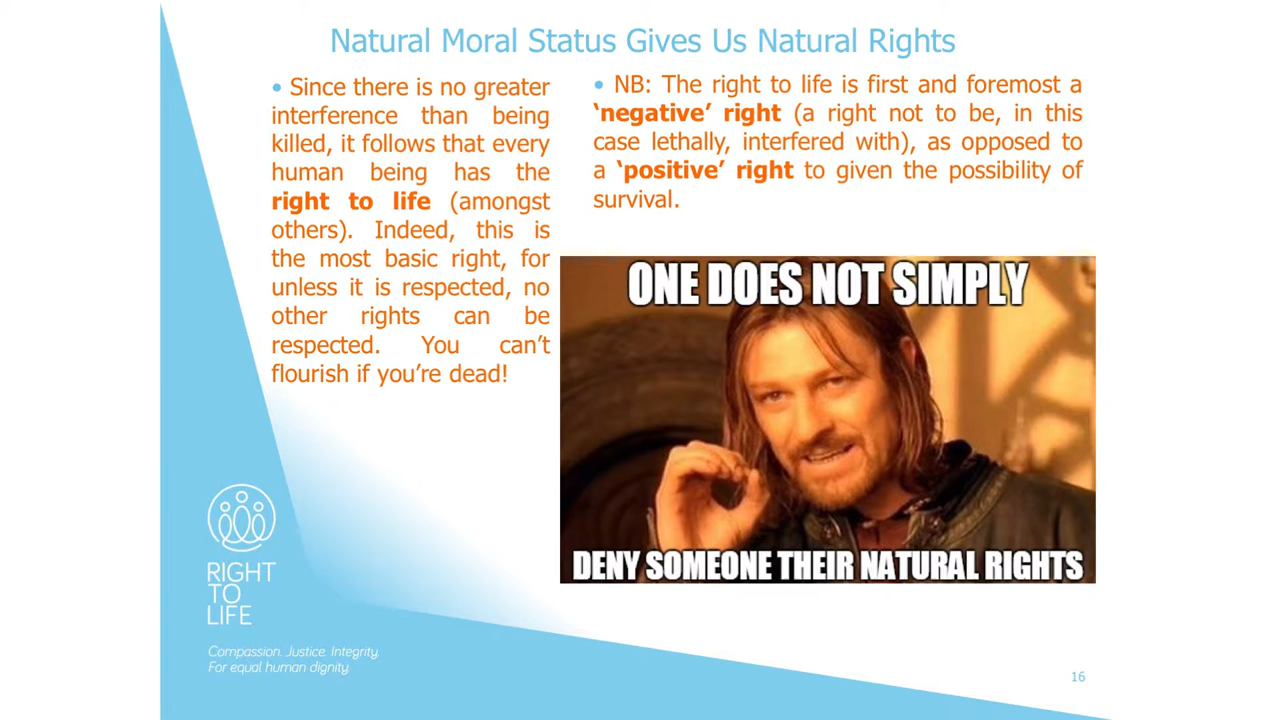 Natural Moral Status Gives Us Natural Rights
• Since there is no greater
interference than being
killed, it follows that every
human being has the
right to life (amongst
others). Indeed, this is
the most basic right, for
unless it is respected, no
other rights can be
respected. You can’t
flourish if you’re dead!
• NB: The right to life is first and foremost a
‘negative’ right (a right not to be, in this
case lethally, interfered with), as opposed to
a ‘positive’ right to given the possibility of
survival.
ONE DOES NOT SIMPLY
DENY SOMEONE THEIR NATURAL RIGHTS
RIGHT
TO
LIFE
Compassion. Justice. Integrity.
For equal human dignity.
16